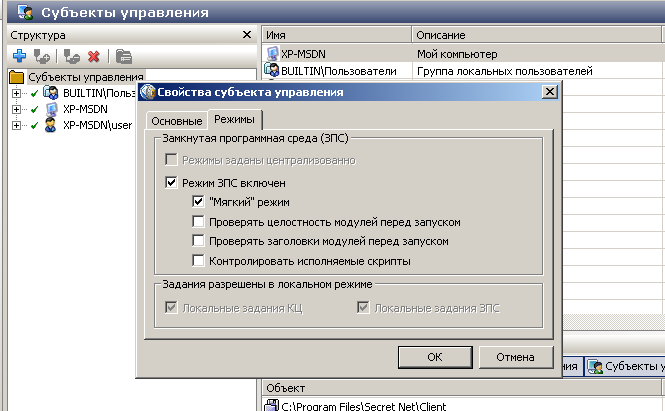 Субъекты управления
Структура
Субъекты управления
BUILTIN\Польз
XP-MSDN
XP-MSDN\user
Имя Описание
XP-MSDN Мой компьютер
BUILTIN\Пользователи Группа локальных пользователей
Свойства субъекта управления
Основные Режимы
Замкнутая программная среда (ЗПС)
Режимы заданы централизованно
Режим ЗПС включен
"Мягкий" режим
Проверять целостность модулей перед запуском
Проверять заголовки модулей перед запуском
Контролировать исполняемые скрипты
Задания разрешены в локальном режиме
Локальные задания КЦ Локальные задания ЗПС
OK Отмена
ния Субъекты у
Объект
C:\Program Files\Secret Net\Client